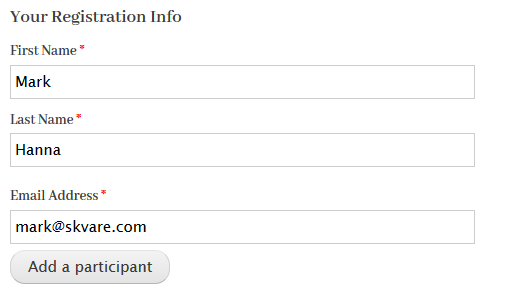 Your Registration Info
First Name *
Mark
Last Name *
Hanna
Email Address *
mark@skvare.com
Add a participant